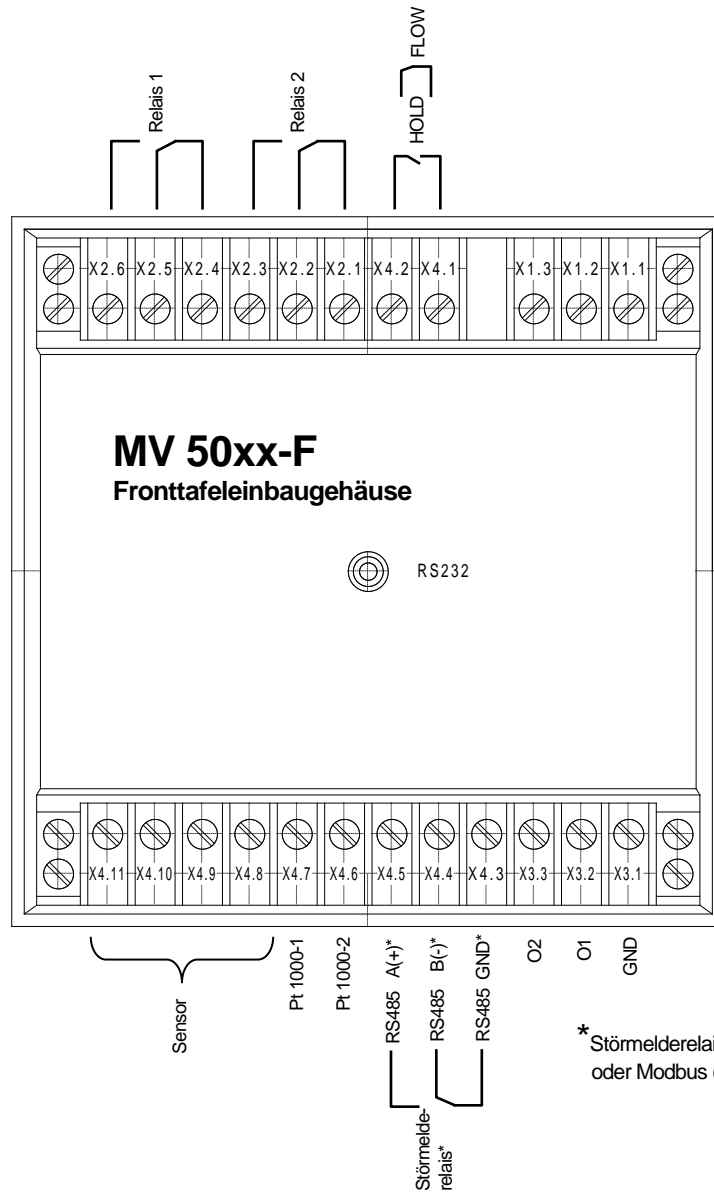 Relais 1
Relais 2
HOLD
FLOW
X2.6 X2.5 X2.4 X2.3 X2.2 X2.1 X4.2 X4.1 X1.3 X1.2 X1.1
MV 50xx-F
Fronttafeleinbaugehäuse
RS232
X4.11 X4.10 X4.9 X4.8 X4.7 X4.6 X4.5 X4.4 X4.3 X3.3 X3.2 X3.1
Sensor
Pt 1000-1
Pt 1000-2
RS485 A(+)*
RS485 B(-)*
RS485 GND*
O2
O1
GND
Störmelde-
relais*
*Störmelderelai
oder Modbus